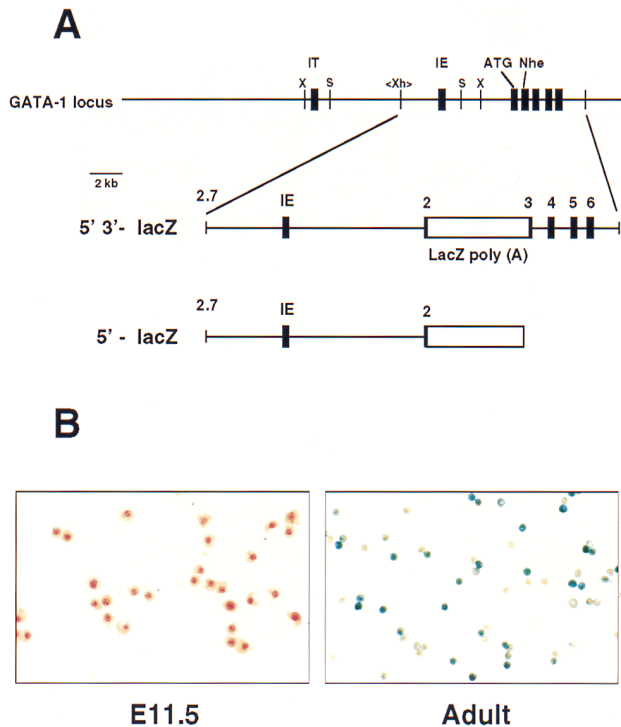 A
IT IE ATG Nhe
X S <Xh> S X
GATA-1 locus
2 kb
2.7 IE 2 3 4 5 6
5' 3'- lacZ
LacZ poly (A)
2.7 IE 2
5' - lacZ
B
E11.5 Adult